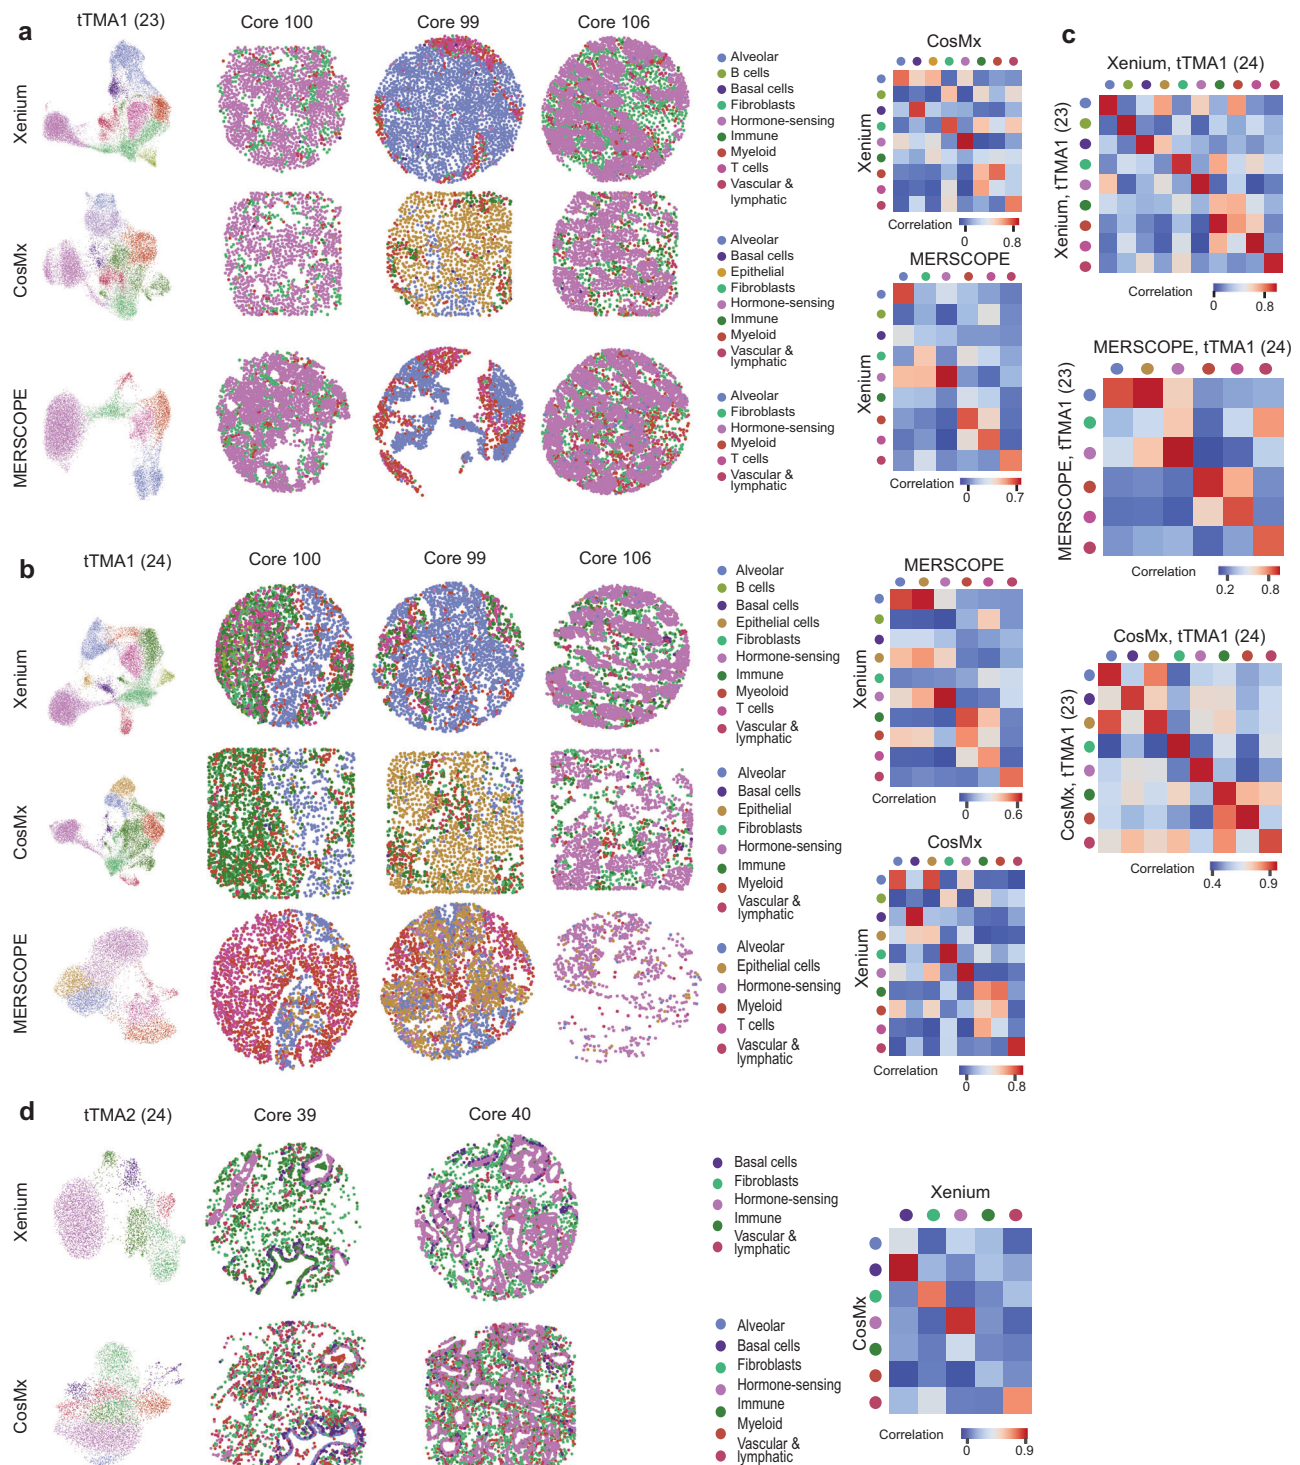 a
tTMA1 (23)
Core 100
Core 99
Core 106
Xenium
CosMx
MERSCOPE
Alveolar
B cells
Basal cells
Fibroblasts
Hormone-sensing
Immune
Myeloid
T cells
Vascular &
lymphatic
Alveolar
Basal cells
Epithelial
Fibroblasts
Hormone-sensing
Immune
Myeloid
Vascular &
lymphatic
Alveolar
Fibroblasts
Hormone-sensing
Myeloid
T cells
Vascular &
lymphatic
CosMx
Xenium
Correlation
0
0.8
MERSCOPE
Xenium
Correlation
0
0.7
b
tTMA1 (24)
Core 100
Core 99
Core 106
Xenium
CosMx
MERSCOPE
Alveolar
B cells
Basal cells
Epithelial cells
Fibroblasts
Hormone-sensing
Immune
Myeoloid
T cells
Vascular &
lymphatic
Alveolar
Basal cells
Epithelial
Fibroblasts
Hormone-sensing
Immune
Myeloid
Vascular &
lymphatic
Alveolar
Epithelial cells
Hormone-sensing
Myeloid
T cells
Vascular &
lymphatic
MERSCOPE
Xenium
Correlation
0
0.6
CosMx
Xenium
Correlation
0
0.8
c
Xenium, tTMA1 (24)
Xenium, tTMA1 (23)
Correlation
0
0.8
MERSCOPE, tTMA1 (24)
MERSCOPE, tTMA1 (23)
Correlation
0.2
0.8
CosMx, tTMA1 (24)
CosMx, tTMA1 (23)
Correlation
0.4
0.9
d
tTMA2 (24)
Core 39
Core 40
Xenium
CosMx
Basal cells
Fibroblasts
Hormone-sensing
Immune
Vascular &
lymphatic
Alveolar
Basal cells
Fibroblasts
Hormone-sensing
Immune
Myeloid
Vascular &
lymphatic
Xenium
CosMx
Correlation
0
0.9